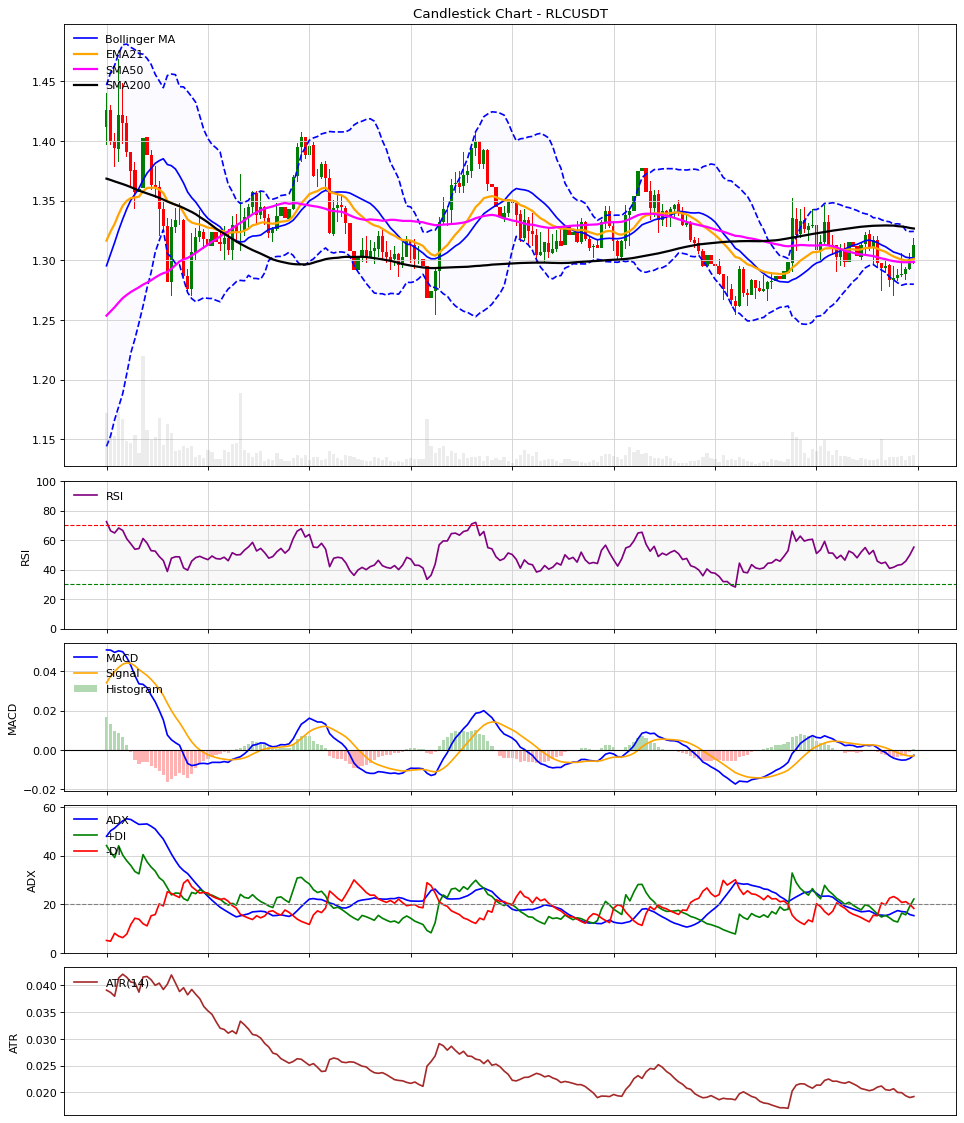 Candlestick Chart - RLCUSDT
Bollinger MA
EMA21
SMA50
SMA200
1.45
1.40
1.35
1.30
1.25
1.20
1.15
RSI
RSI
100
80
60
40
20
0
MACD
Signal
Histogram
MACD
0.04
0.02
0.00
−0.02
ADX
+DI
-DI
ADX
60
40
20
0
ATR(14)
ATR
0.040
0.035
0.030
0.025
0.020